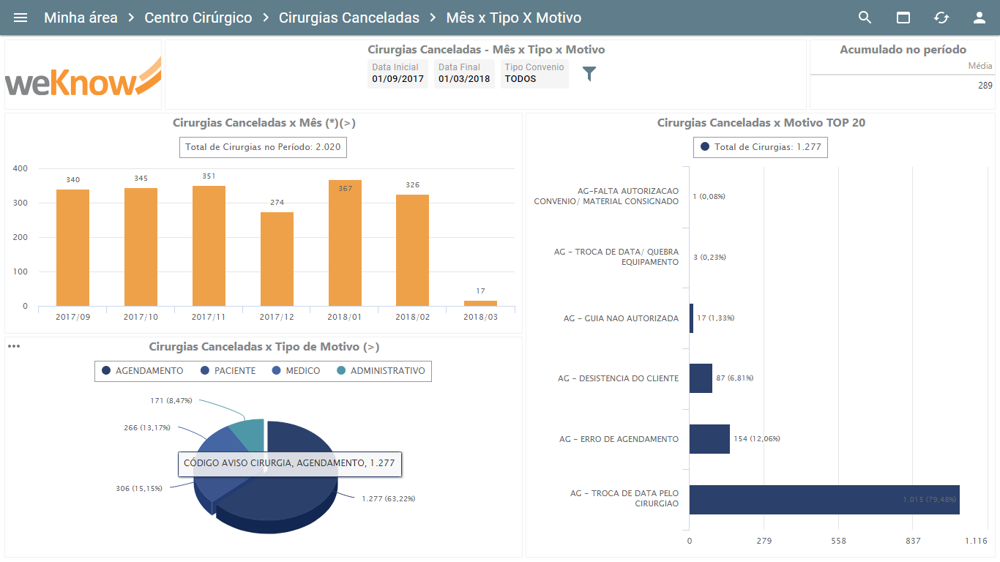 Minha área > Centro Cirúrgico > Cirurgias Canceladas > Mês x Tipo X Motivo
weKnow
Cirurgias Canceladas - Mês x Tipo x Motivo
Data Inicial
01/09/2017
Data Final
01/03/2018
Tipo Convenio
TODOS
Acumulado no período
Média
289
Cirurgias Canceladas x Mês (*)(>)
Total de Cirurgias no Período: 2.020
400
300
200
100
0
340
345
351
274
367
326
17
2017/09
2017/10
2017/11
2017/12
2018/01
2018/02
2018/03
Cirurgias Canceladas x Tipo de Motivo (>)
AGENDAMENTO
PACIENTE
MEDICO
ADMINISTRATIVO
171 (8,47%)
266 (13,17%)
CÓDIGO AVISO CIRURGIA, AGENDAMENTO, 1.277
306 (15,15%)
1.277 (63,22%)
Cirurgias Canceladas x Motivo TOP 20
Total de Cirurgias: 1.277
AG-FALTA AUTORIZACAO
CONVENIO/ MATERIAL CONSIGNADO
1 (0,08%)
AG - TROCA DE DATA/ QUEBRA
EQUIPAMENTO
3 (0,23%)
AG - GUIA NAO AUTORIZADA
17 (1,33%)
AG - DESISTENCIA DO CLIENTE
87 (6,81%)
AG - ERRO DE AGENDAMENTO
154 (12,06%)
AG - TROCA DE DATA PELO
CIRURGIAO
1.015 (79,48%)
0
279
558
837
1.116